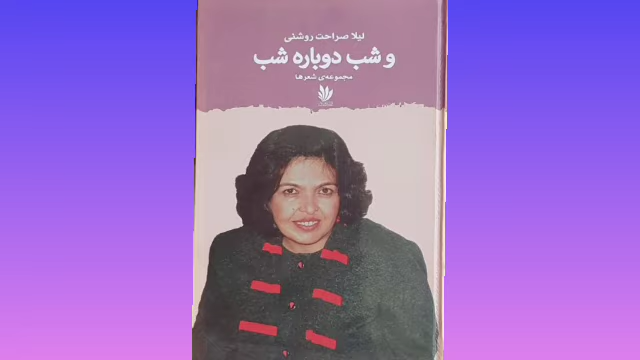 لیلا صراحت روشنی
و شب دوباره شب
مجموعه‌ی شعرها